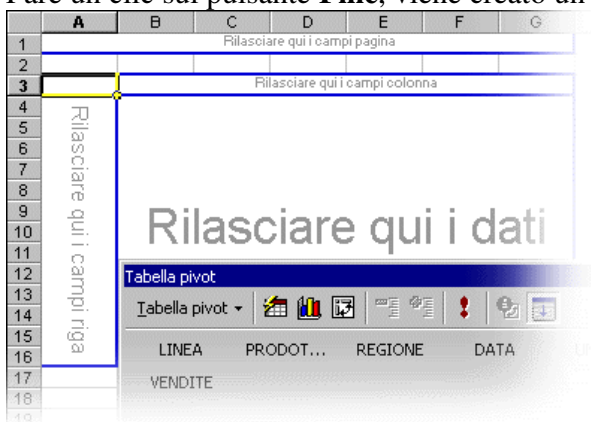 Fare un clic sul pulsante Fine, viene creato un
A B C D E F G
1 Rilasciare qui i campi pagina
2
3 Rilasciare qui i campi colonna
4
5
6
7
8
9
10
11
12
13
14
15
16
17
18
19
Rilasciare qui i campi riga
Rilasciare qui i dati
Tabella pivot
Tabella pivot
LINEA PRODOT... REGIONE DATA
VENDITE